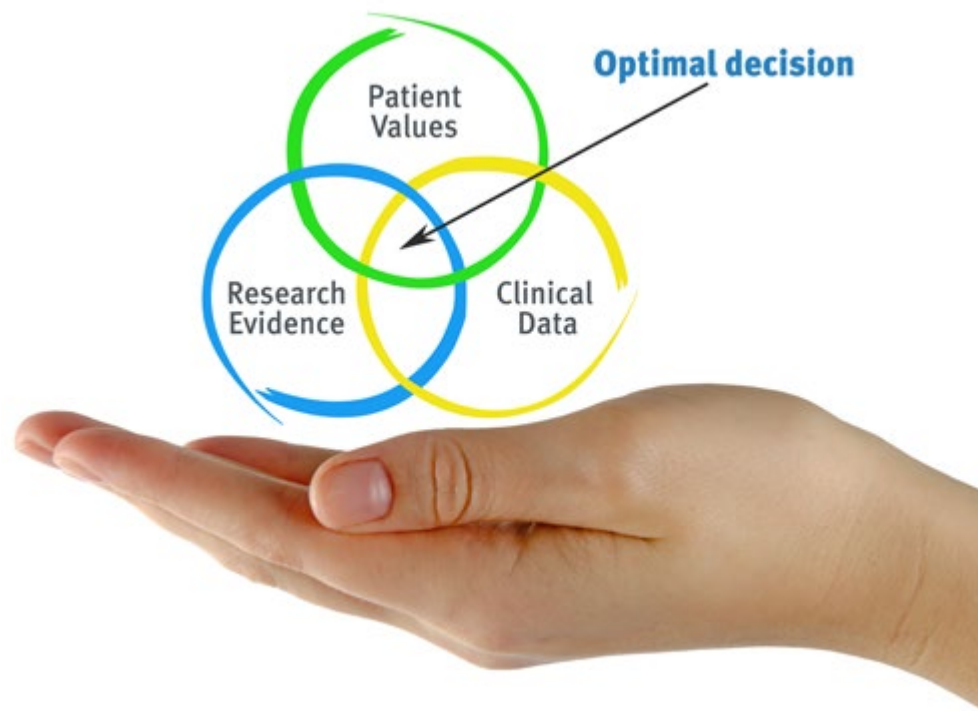 Optimal decision
Patient
Values
Research
Evidence
Clinical
Data